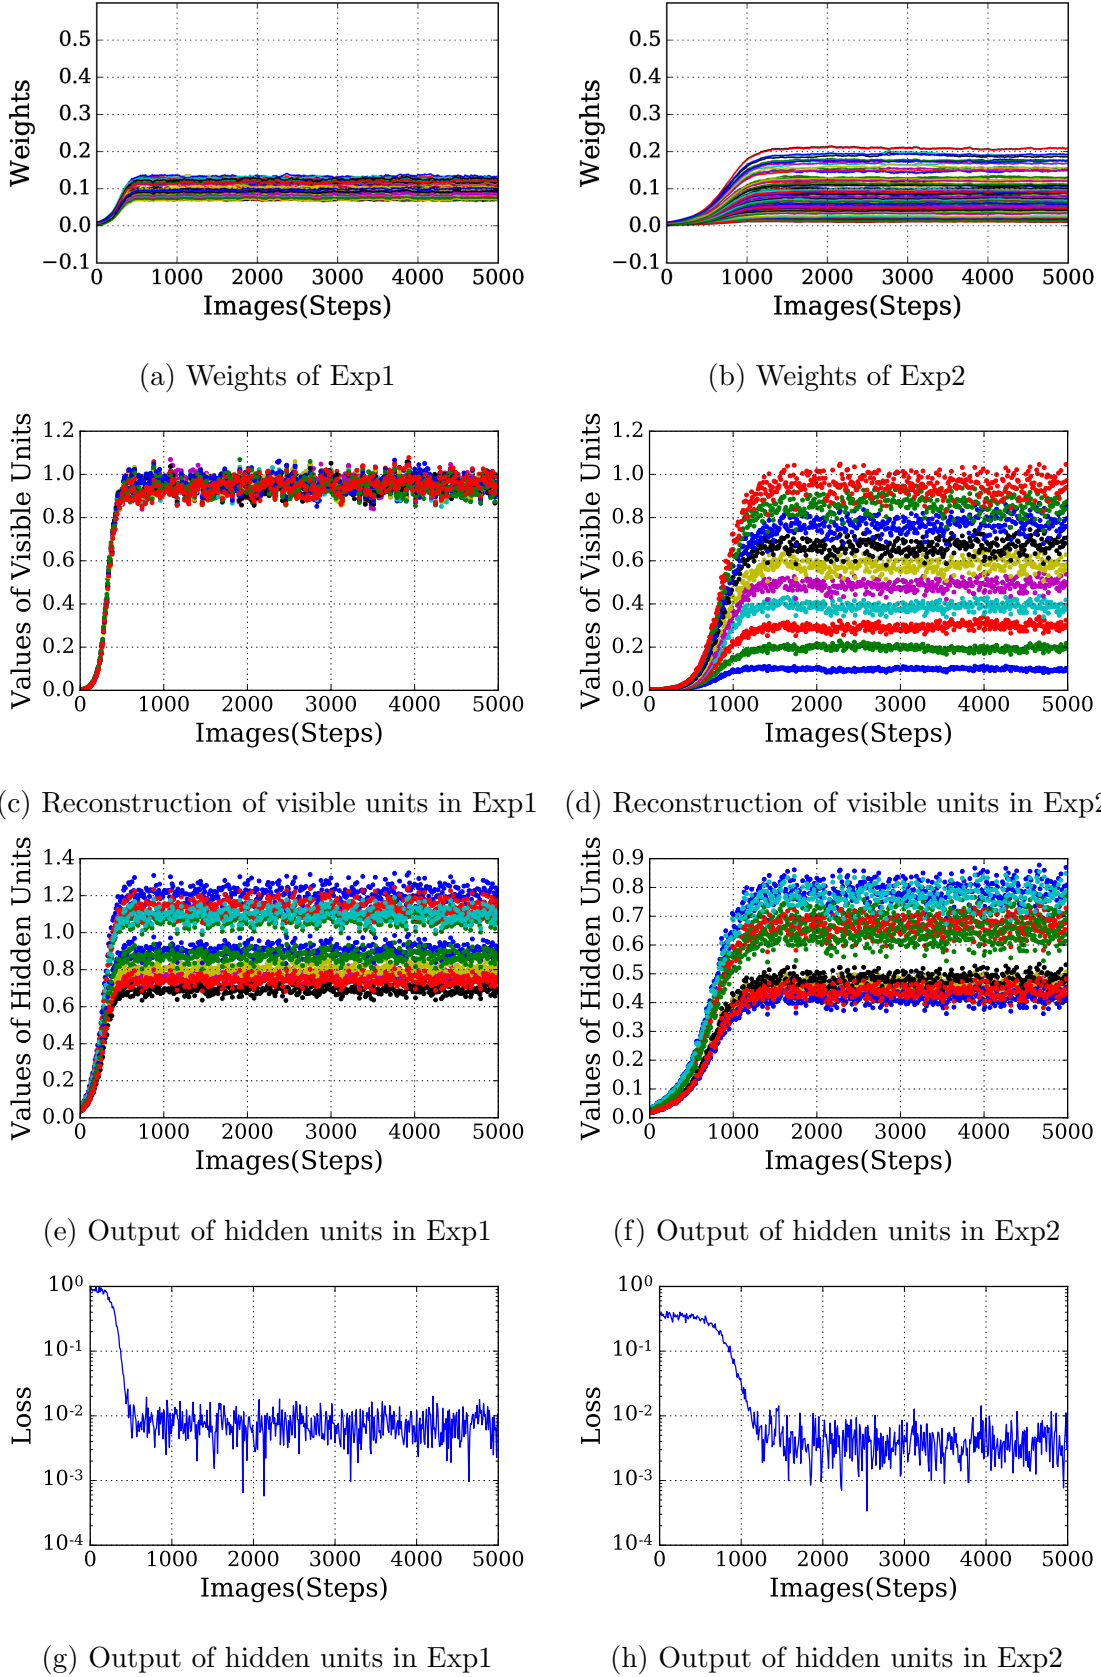 0.5
0.4
0.3
0.2
0.1
0.0
−0.1
Weights
0 1000 2000 3000 4000 5000
Images(Steps)
(a) Weights of Exp1
0.5
0.4
0.3
0.2
0.1
0.0
−0.1
Weights
0 1000 2000 3000 4000 5000
Images(Steps)
(b) Weights of Exp2
1.2
1.0
0.8
0.6
0.4
0.2
0.0
Values of Visible Units
0 1000 2000 3000 4000 5000
Images(Steps)
(c) Reconstruction of visible units in Exp1
1.2
1.0
0.8
0.6
0.4
0.2
0.0
Values of Visible Units
0 1000 2000 3000 4000 5000
Images(Steps)
(d) Reconstruction of visible units in Exp2
1.4
1.2
1.0
0.8
0.6
0.4
0.2
0.0
Values of Hidden Units
0 1000 2000 3000 4000 5000
Images(Steps)
(e) Output of hidden units in Exp1
0.9
0.8
0.7
0.6
0.5
0.4
0.3
0.2
0.1
0.0
Values of Hidden Units
0 1000 2000 3000 4000 5000
Images(Steps)
(f) Output of hidden units in Exp2
10⁰
10⁻¹
10⁻²
10⁻³
10⁻⁴
Loss
0 1000 2000 3000 4000 5000
Images(Steps)
(g) Output of hidden units in Exp1
10⁰
10⁻¹
10⁻²
10⁻³
10⁻⁴
Loss
0 1000 2000 3000 4000 5000
Images(Steps)
(h) Output of hidden units in Exp2